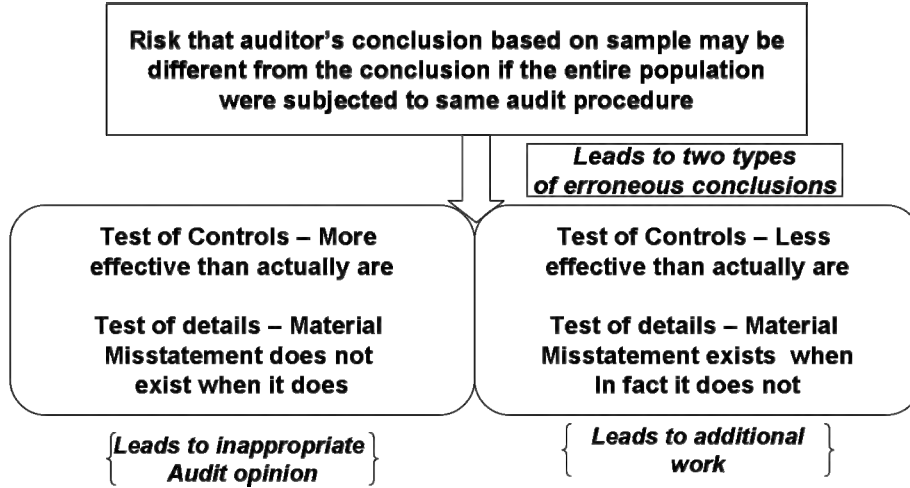 Risk that auditor's conclusion based on sample may be
different from the conclusion if the entire population
were subjected to same audit procedure
Leads to two types
of erroneous conclusions
Test of Controls – More
effective than actually are
Test of details – Material
Misstatement does not
exist when it does
Leads to inappropriate
Audit opinion
Test of Controls – Less
effective than actually are
Test of details – Material
Misstatement exists when
In fact it does not
Leads to additional
work